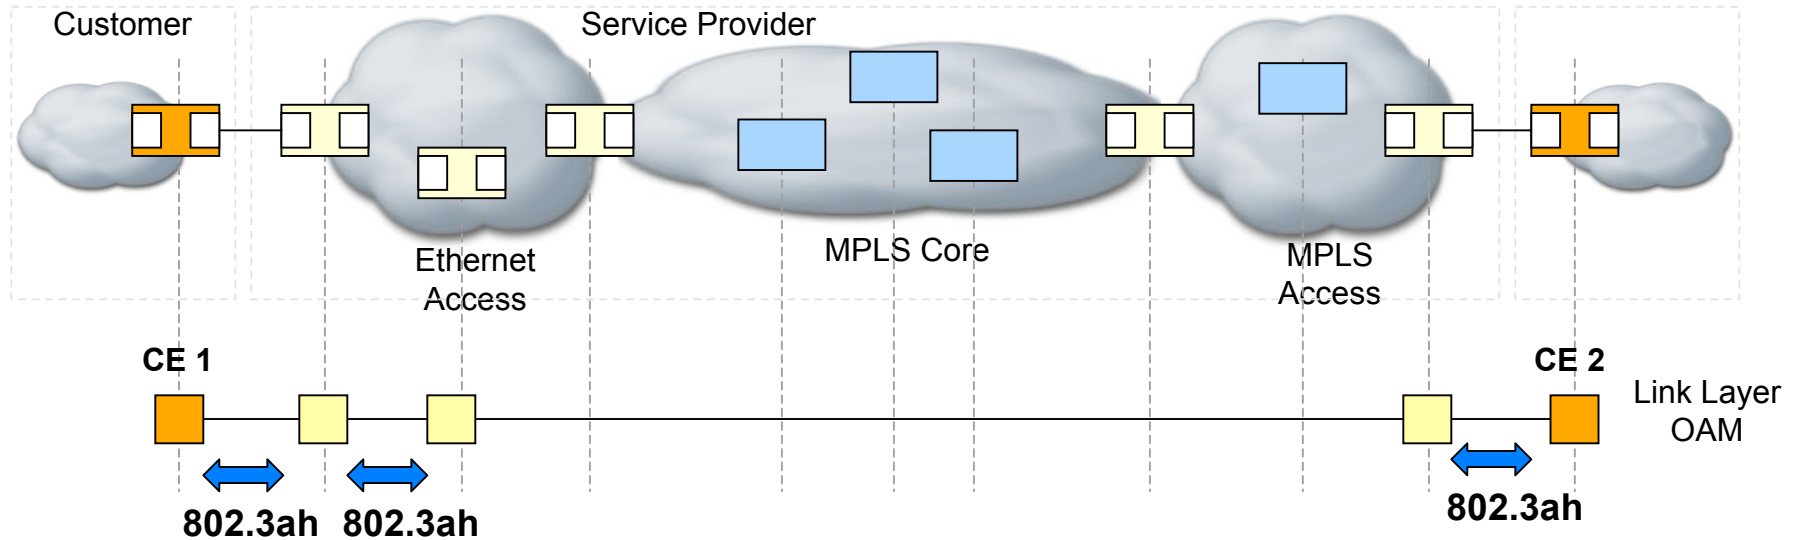 Customer
Service Provider
Ethernet
Access
MPLS Core
MPLS
Access
CE 1
CE 2
Link Layer
OAM
802.3ah
802.3ah
802.3ah